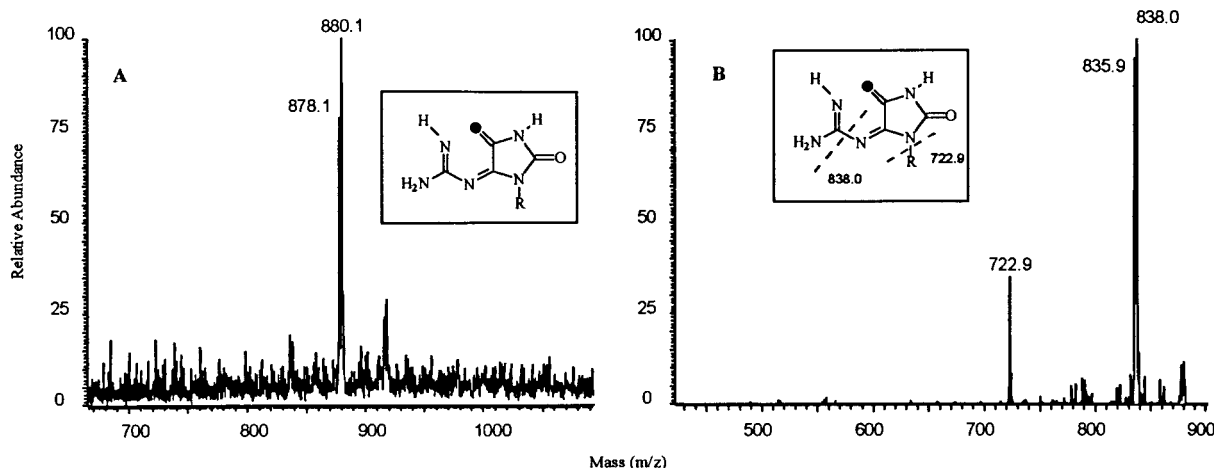 880.1
100
A
878.1
75
50
25
0
Relative Abundance
H
N
N
H
H₂N
N
N
O
R
700
800
900
1000
838.0
100
B
835.9
75
50
25
0
H
N
N
H
NH₂
N
N
O
R
722.9
838.0
722.9
500
600
700
800
900
Mass (m/z)